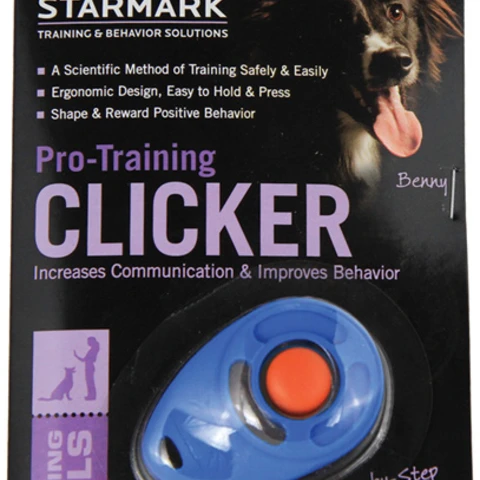 STARMARK
TRAINING & BEHAVIOR SOLUTIONS
A Scientific Method of Training Safely & Easily
Ergonomic Design, Easy to Hold & Press
Shape & Reward Positive Behavior
Benny
Pro-Training
CLICKER
Increases Communication & Improves Behavior